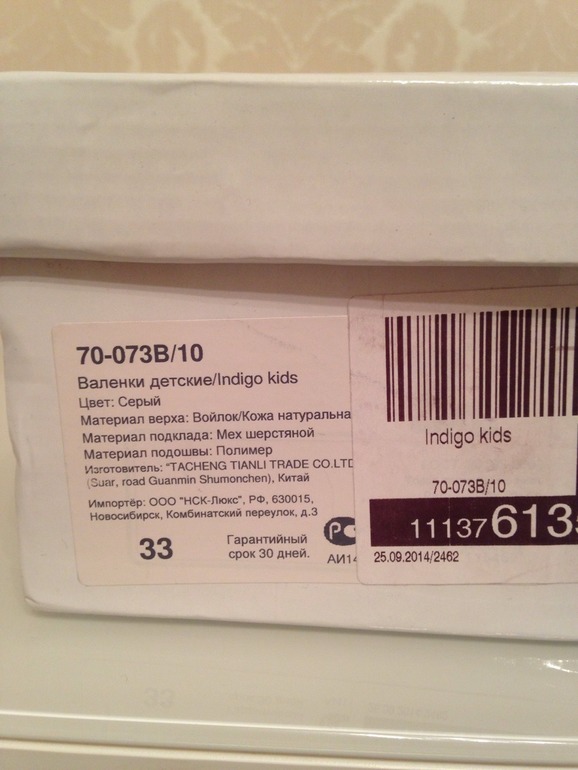 70-073B/10
Валенки детские/Indigo kids
Цвет: Серый
Материал верха: Войлок/Кожа натуральна
Материал подклада: Мех шерстяной
Материал подошвы: Полимер
Изготовитель: "TACHENG TIANLI TRADE CO.LTD
(Suar, road Guanmin Shumonchen), Китай
Импортёр: ООО "НСК-Люкс", РФ, 630015,
Новосибирск, Комбинатский переулок, д.3
33
Гарантийный
срок 30 дней.
АИ14
Indigo kids
70-073B/10
11137613
25.09.2014/2462